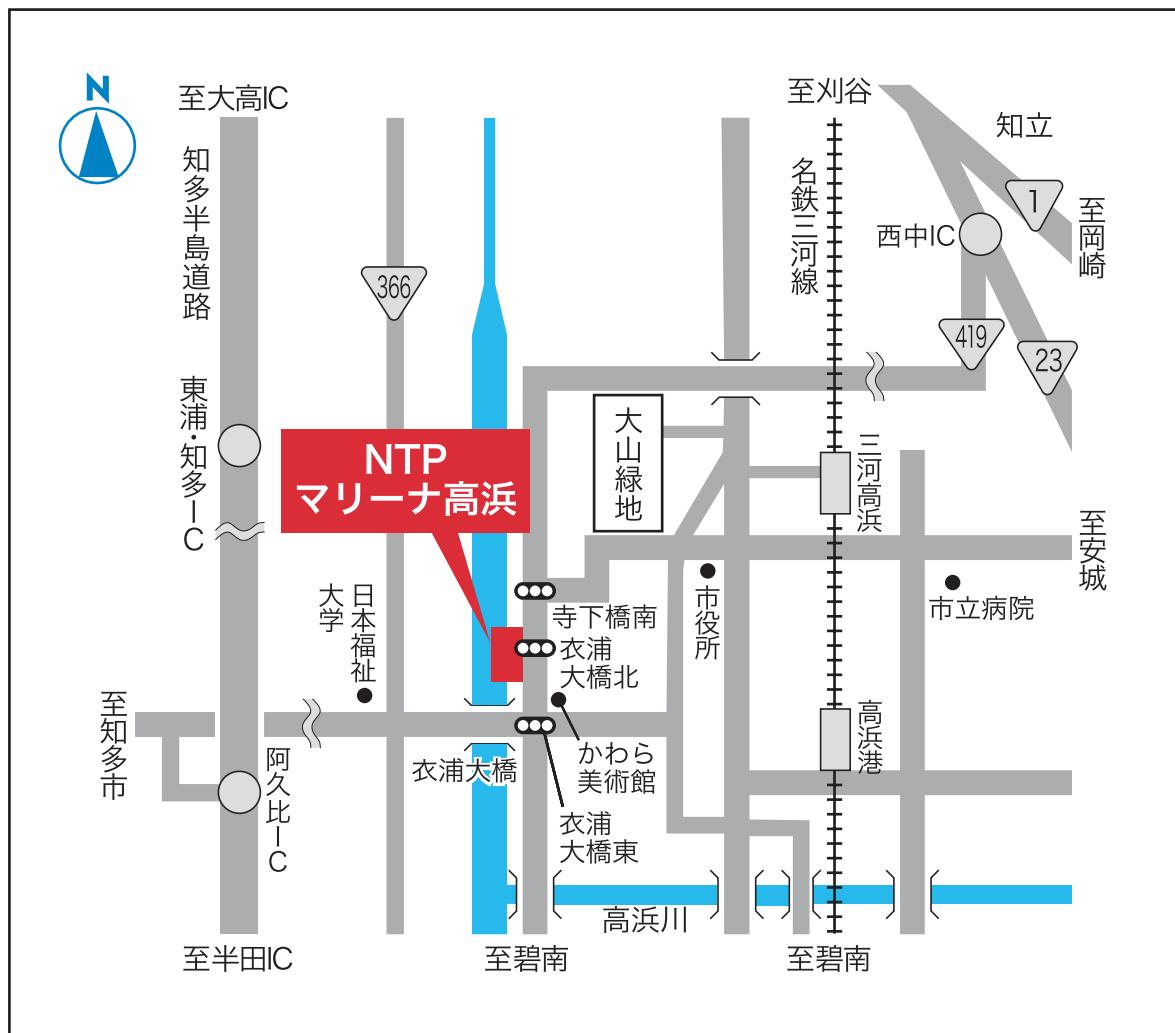 N
至大高IC
至刈谷
知立
知多半島道路
名鉄三河線
1
至岡崎
西中IC
366
419
23
東浦・知多IC
大山緑地
三河高浜
NTP
マリーナ高浜
至安城
日本福祉
大学
寺下橋南
市役所
市立病院
衣浦
大橋北
至知多市
高浜港
衣浦大橋
かわら
美術館
阿久比IC
衣浦
大橋東
高浜川
至半田IC
至碧南
至碧南